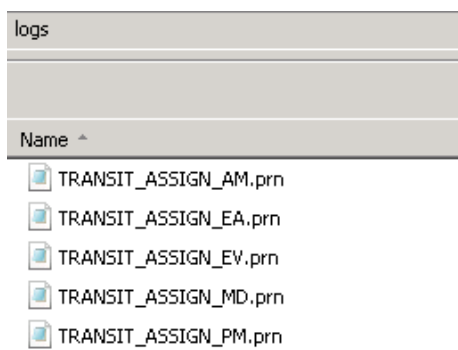 logs
Name
TRANSIT_ASSIGN_AM.prn
TRANSIT_ASSIGN_EA.prn
TRANSIT_ASSIGN_EV.prn
TRANSIT_ASSIGN_MD.prn
TRANSIT_ASSIGN_PM.prn